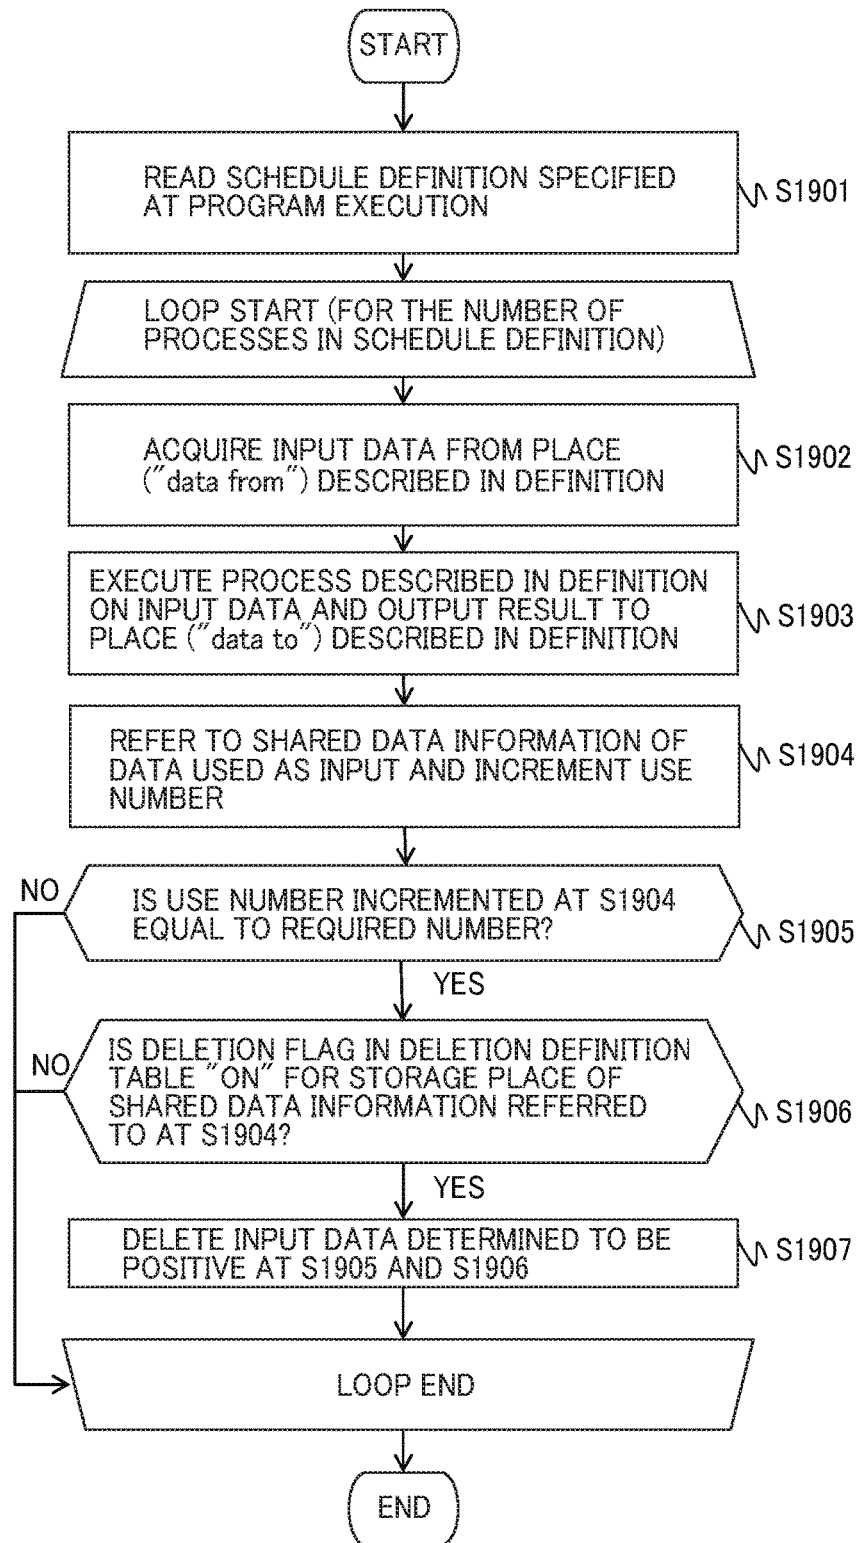 START
READ SCHEDULE DEFINITION SPECIFIED
AT PROGRAM EXECUTION
S1901
LOOP START (FOR THE NUMBER OF
PROCESSES IN SCHEDULE DEFINITION)
ACQUIRE INPUT DATA FROM PLACE
("data from") DESCRIBED IN DEFINITION
S1902
EXECUTE PROCESS DESCRIBED IN DEFINITION
ON INPUT DATA AND OUTPUT RESULT TO
PLACE ("data to") DESCRIBED IN DEFINITION
S1903
REFER TO SHARED DATA INFORMATION OF
DATA USED AS INPUT AND INCREMENT USE
NUMBER
S1904
NO
IS USE NUMBER INCREMENTED AT S1904
EQUAL TO REQUIRED NUMBER?
S1905
YES
NO
IS DELETION FLAG IN DELETION DEFINITION
TABLE "ON" FOR STORAGE PLACE OF
SHARED DATA INFORMATION REFERRED
TO AT S1904?
S1906
YES
DELETE INPUT DATA DETERMINED TO BE
POSITIVE AT S1905 AND S1906
S1907
LOOP END
END